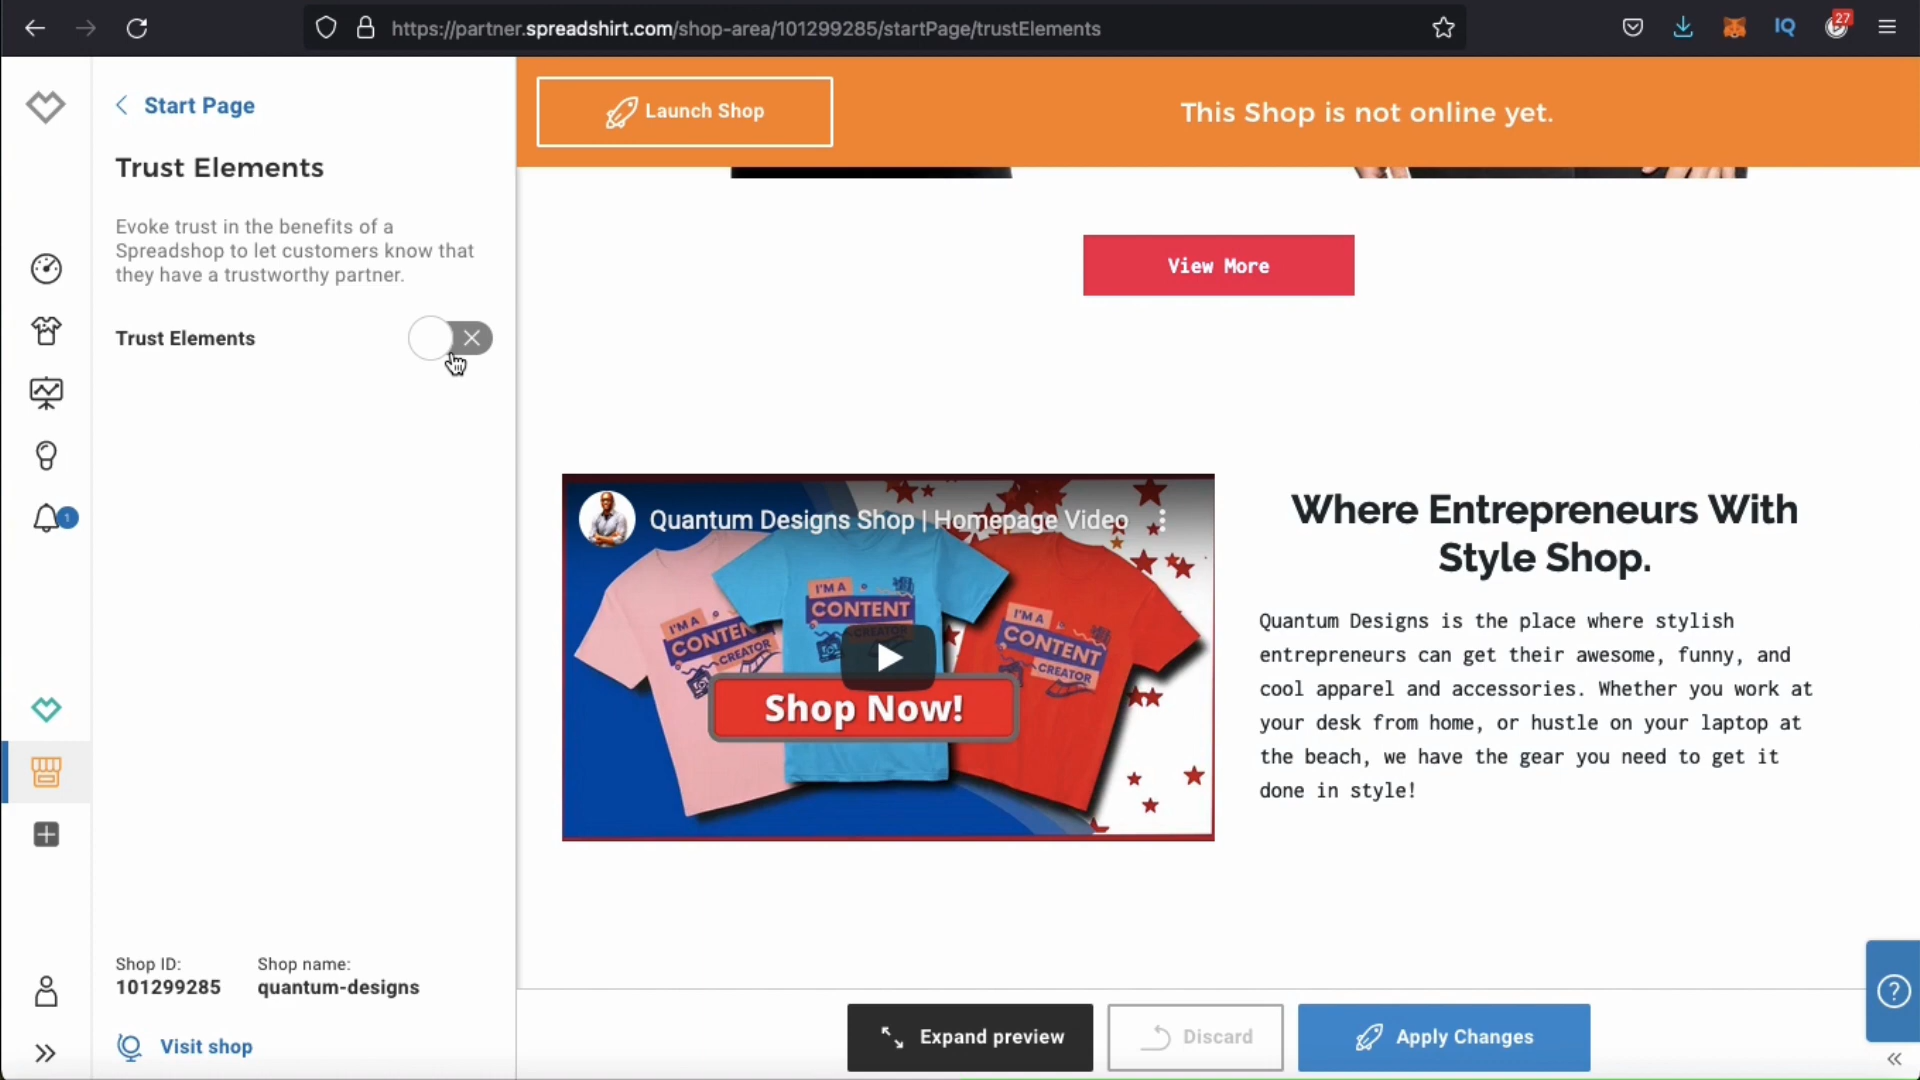 https://partner.spreadshirt.com/shop-area/101299285/startPage/trustElements
IQ
27
Start Page
Launch Shop
This Shop is not online yet.
Trust Elements
Evoke trust in the benefits of a
Spreadshop to let customers know that
they have a trustworthy partner.
Trust Elements
View More
1
Quantum Designs Shop | Homepage Video
I'M A
CONTENT
CREATOR
I'M A
CONTENT
CREATOR
I'M A
CONTENT
CREATOR
Shop Now!
Where Entrepreneurs With
Style Shop.
Quantum Designs is the place where stylish
entrepreneurs can get their awesome, funny, and
cool apparel and accessories. Whether you work at
your desk from home, or hustle on your laptop at
the beach, we have the gear you need to get it
done in style!
Shop ID:
101299285
Shop name:
quantum-designs
Visit shop
Expand preview
Discard
Apply Changes